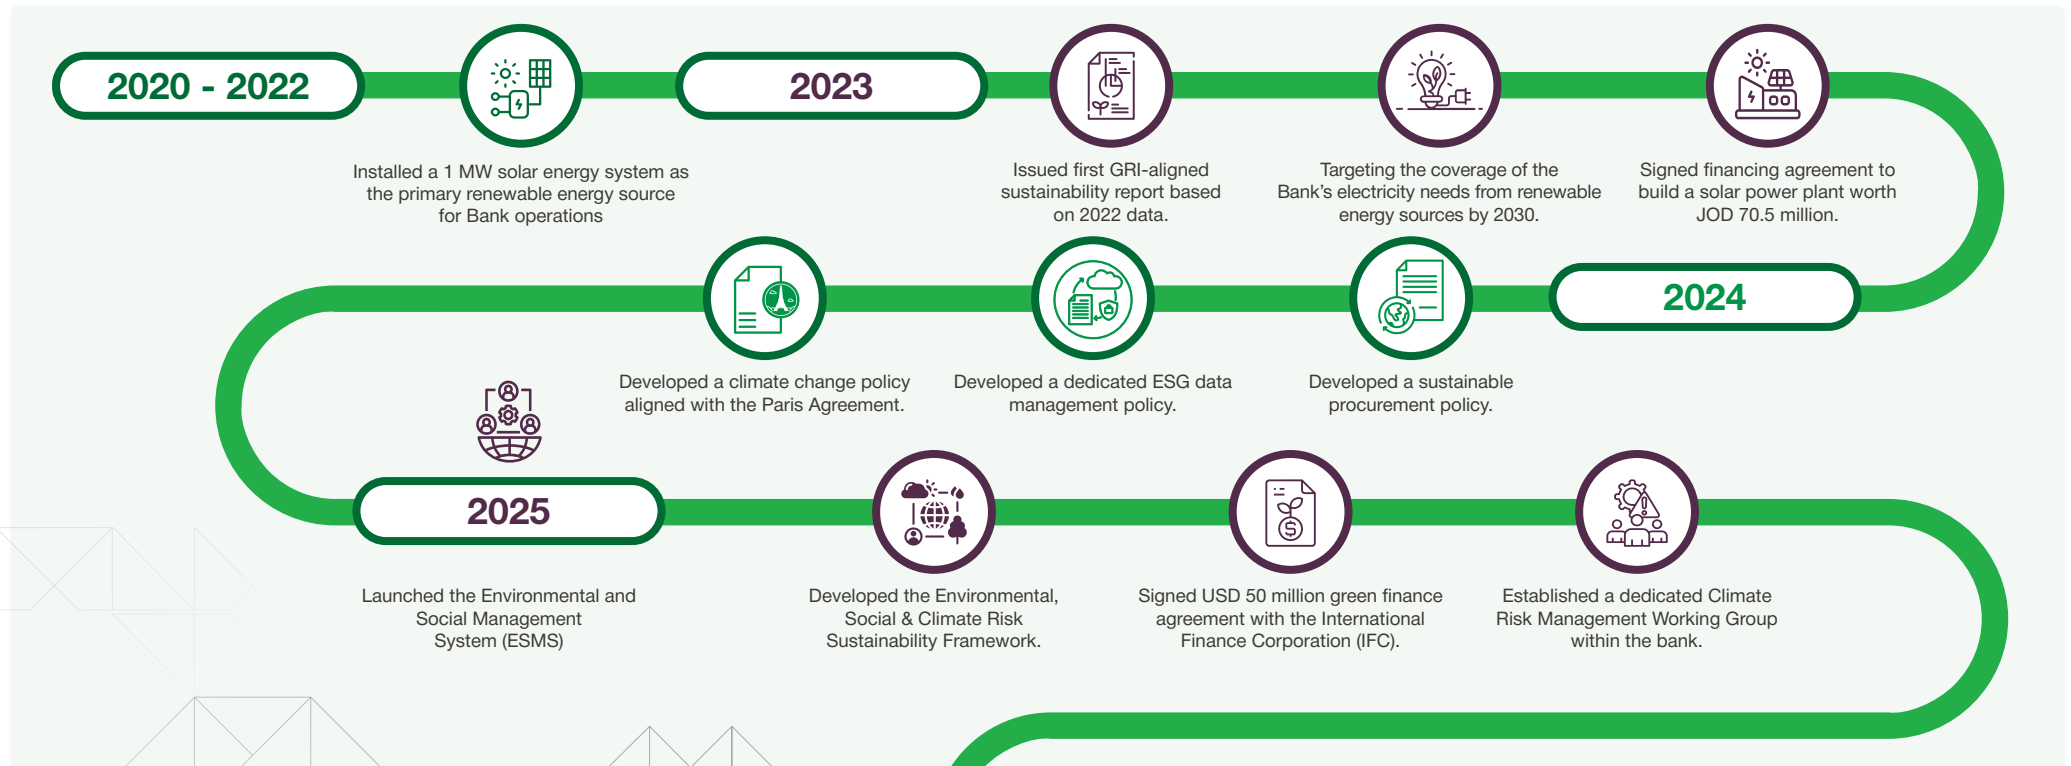 2020 - 2022
Installed a 1 MW solar energy system as
the primary renewable energy source
for Bank operations
2023
Issued first GRI-aligned
sustainability report based
on 2022 data.
Targeting the coverage of the
Bank's electricity needs from renewable
energy sources by 2030.
Signed financing agreement to
build a solar power plant worth
JOD 70.5 million.
2024
Developed a sustainable
procurement policy.
Developed a dedicated ESG data
management policy.
Developed a climate change policy
aligned with the Paris Agreement.
2025
Launched the Environmental and
Social Management
System (ESMS)
Developed the Environmental,
Social & Climate Risk
Sustainability Framework.
Signed USD 50 million green finance
agreement with the International
Finance Corporation (IFC).
Established a dedicated Climate
Risk Management Working Group
within the bank.